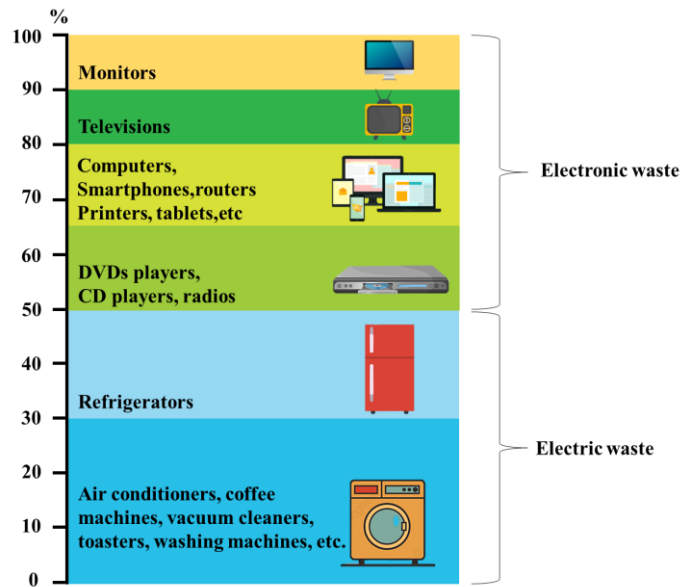 %
100
Monitors
90
Televisions
80
Computers,
Smartphones,routers
Printers, tablets,etc
70
Electronic waste
60
DVDs players,
CD players, radios
50
40
Refrigerators
30
Electric waste
20
Air conditioners, coffee
machines, vacuum cleaners,
toasters, washing machines, etc.
10
0